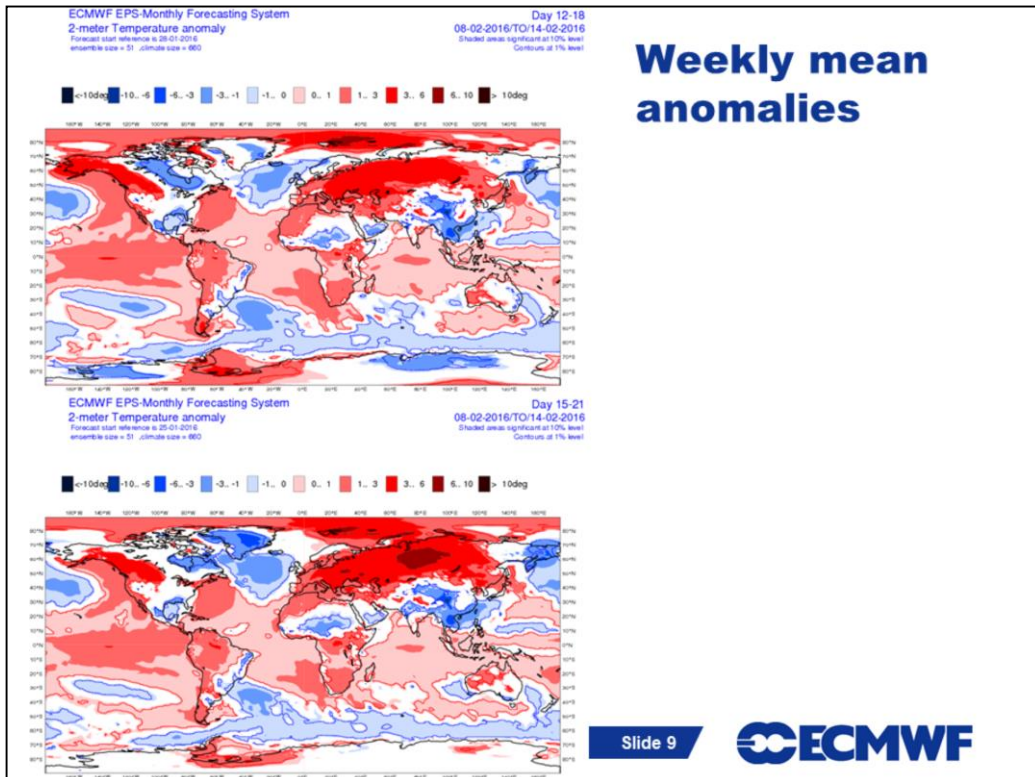 ECMWF EPS-Monthly Forecasting System
2-meter Temperature anomaly
Forecast start reference is 28-01-2016
ensemble size = 51 ,climate size = 660
Day 12-18
08-02-2016/TO/14-02-2016
Shaded areas significant at 10% level
Contours at 1% level
Weekly mean
anomalies
<-10deg -10.. -6 -6.. -3 -3.. -1 -1.. 0 0.. 1 1.. 3 3.. 6 6.. 10 > 10deg
ECMWF EPS-Monthly Forecasting System
2-meter Temperature anomaly
Forecast start reference is 25-01-2016
ensemble size = 51 ,climate size = 660
Day 15-21
08-02-2016/TO/14-02-2016
Shaded areas significant at 10% level
Contours at 1% level
<-10deg -10.. -6 -6.. -3 -3.. -1 -1.. 0 0.. 1 1.. 3 3.. 6 6.. 10 > 10deg
Slide 9
ECMWF